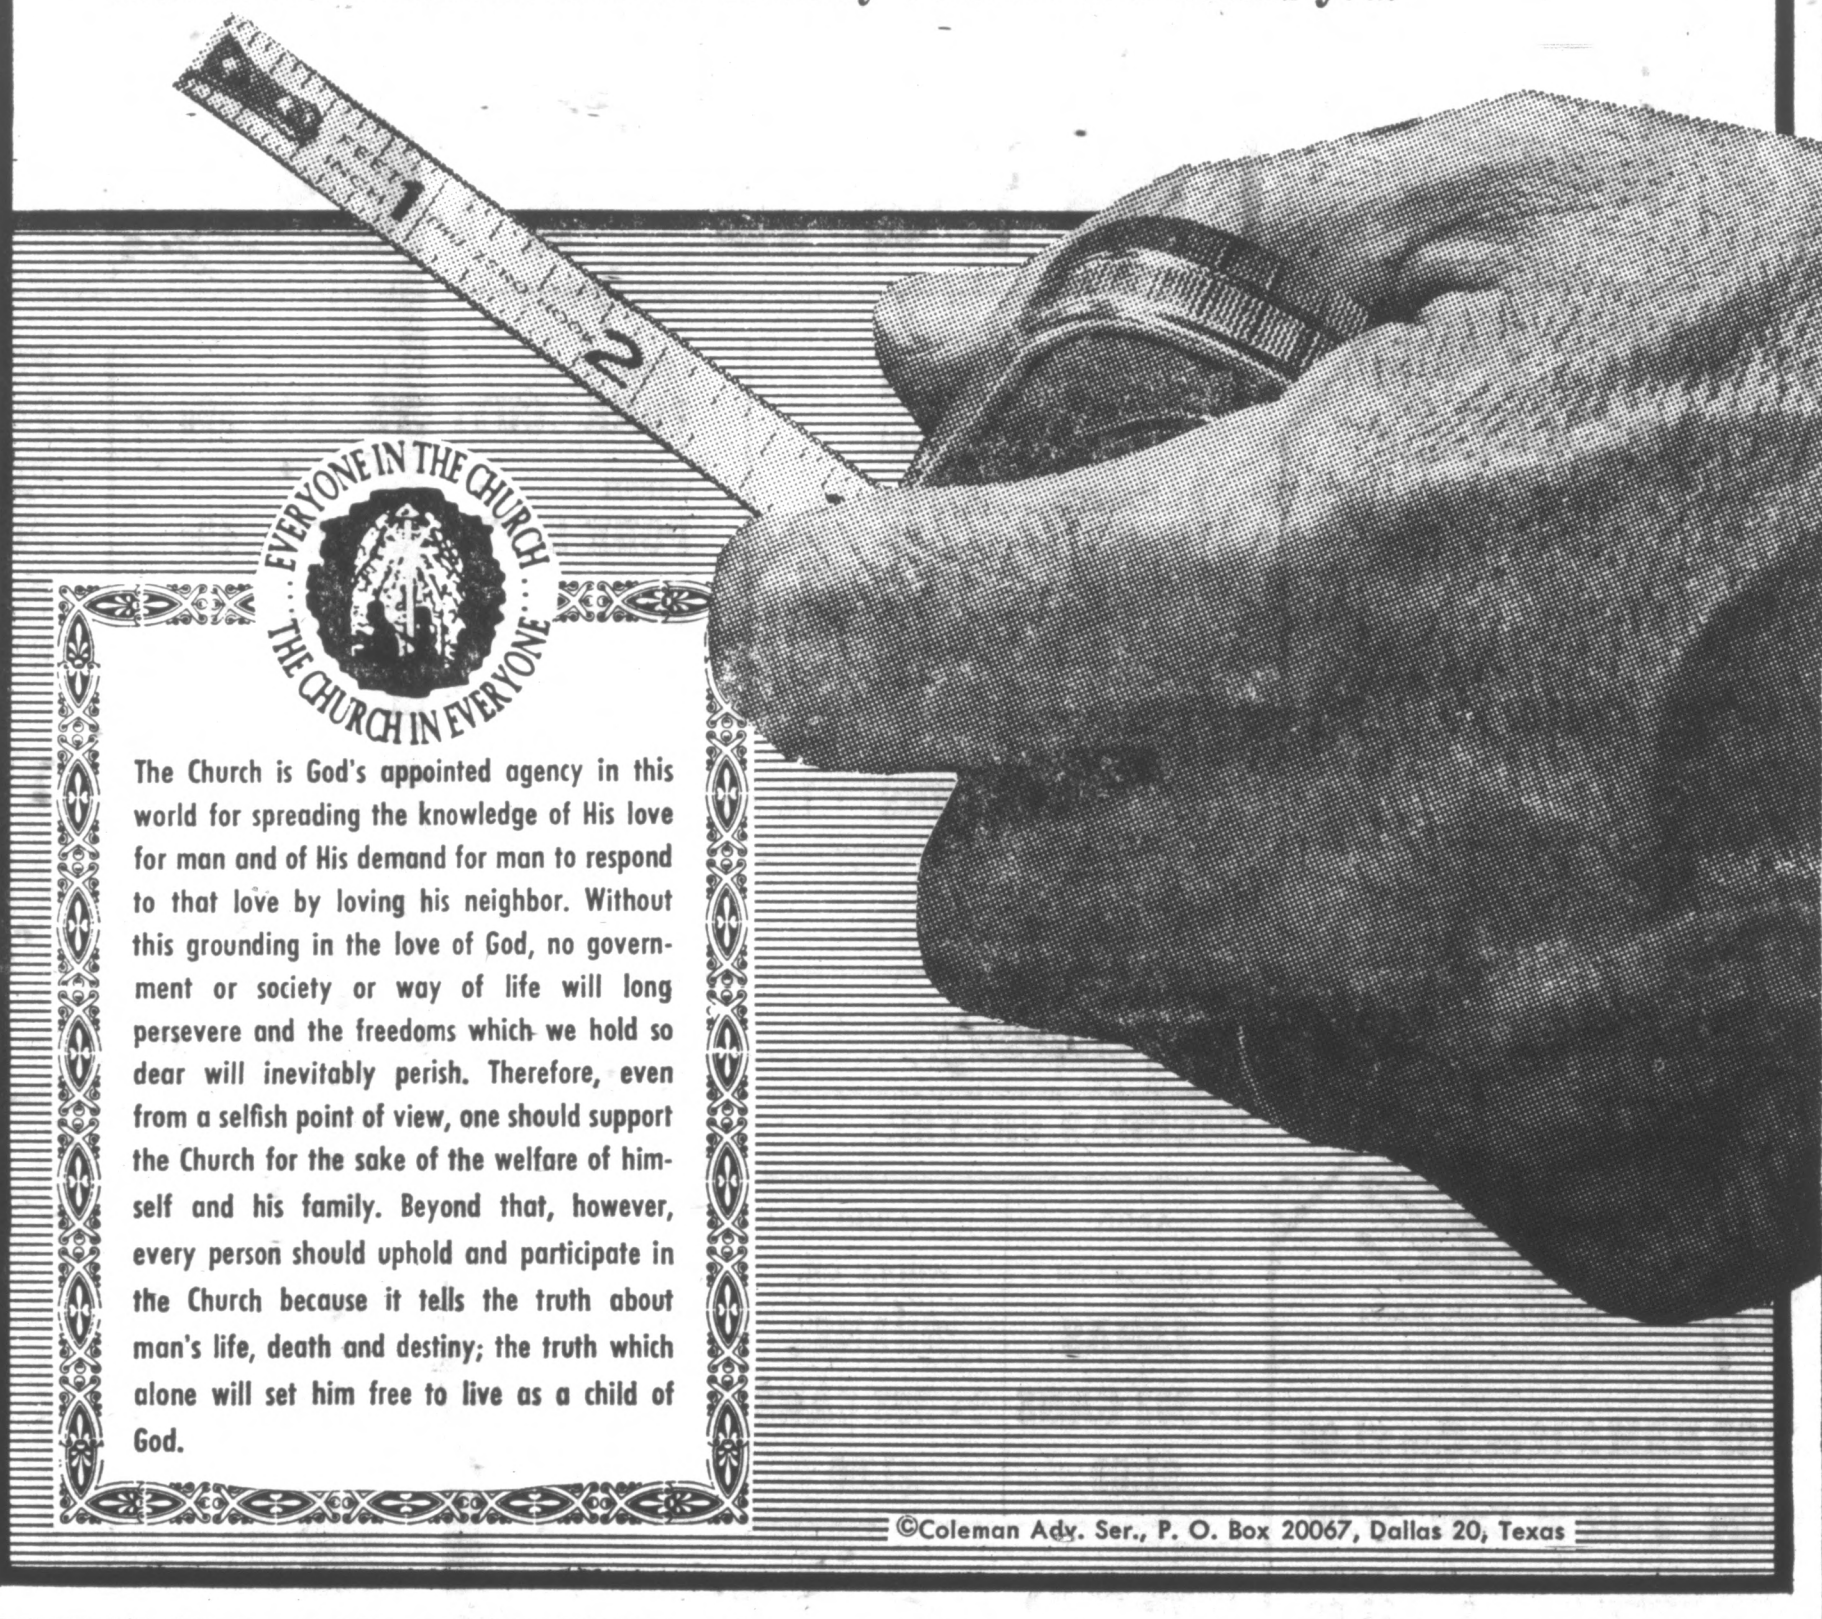 FEET
INCH 1
2
EVERYONE IN THE CHURCH
THE CHURCH IN EVERYONE
The Church is God's appointed agency in this
world for spreading the knowledge of His love
for man and of His demand for man to respond
to that love by loving his neighbor. Without
this grounding in the love of God, no govern-
ment or society or way of life will long
persevere and the freedoms which we hold so
dear will inevitably perish. Therefore, even
from a selfish point of view, one should support
the Church for the sake of the welfare of him-
self and his family. Beyond that, however,
every person should uphold and participate in
the Church because it tells the truth about
man's life, death and destiny; the truth which
alone will set him free to live as a child of
God.
©Coleman Adv. Ser., P. O. Box 20067, Dallas 20, Texas